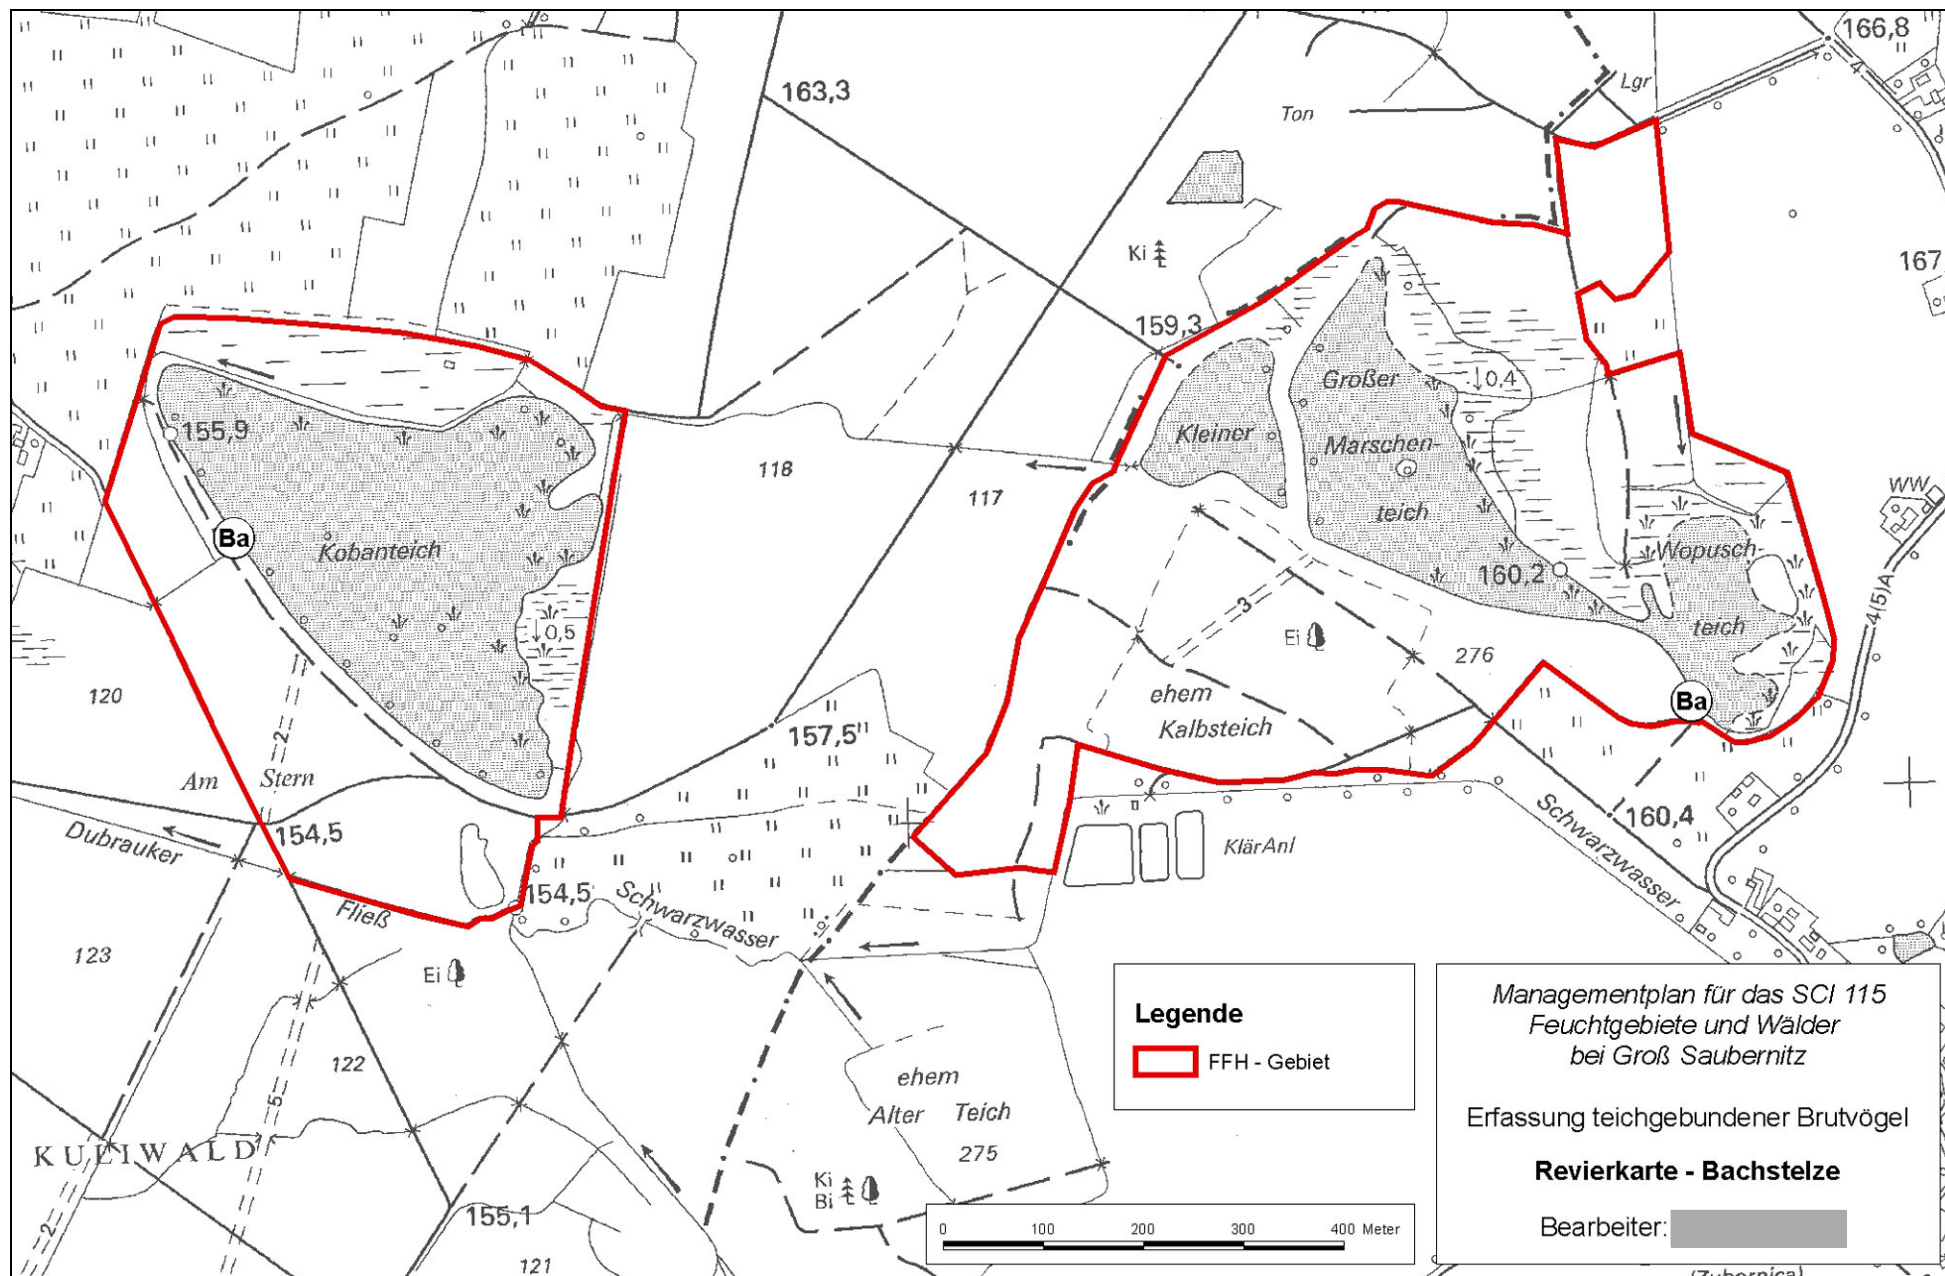 166,8
4
Lgr
163,3
Ton
Ki
167
159,3
Großer
0,4
155,9
Kleiner
Marschen-
118
117
teich
WW
Kobanteich
Wopusch-
160,2
Ba
3
4(5)A
0,5
Ei
276
teich
120
ehem
Ba
Kalbsteich
2
157,5
Am Stern
Dubrauker
154,5
Schwarzwasser
160,4
KlärAnl
154,5
Schwarzwasser
Fließ
123
Ei
122
5
ehem
Alter Teich
275
KULIWALD
Ki
Bi
2
155,1
121
Legende
FFH - Gebiet
Managementplan für das SCI 115
Feuchtgebiete und Wälder
bei Groß Saubernitz
Erfassung teichgebundener Brutvögel
Revierkarte - Bachstelze
Bearbeiter:
0 100 200 300 400 Meter